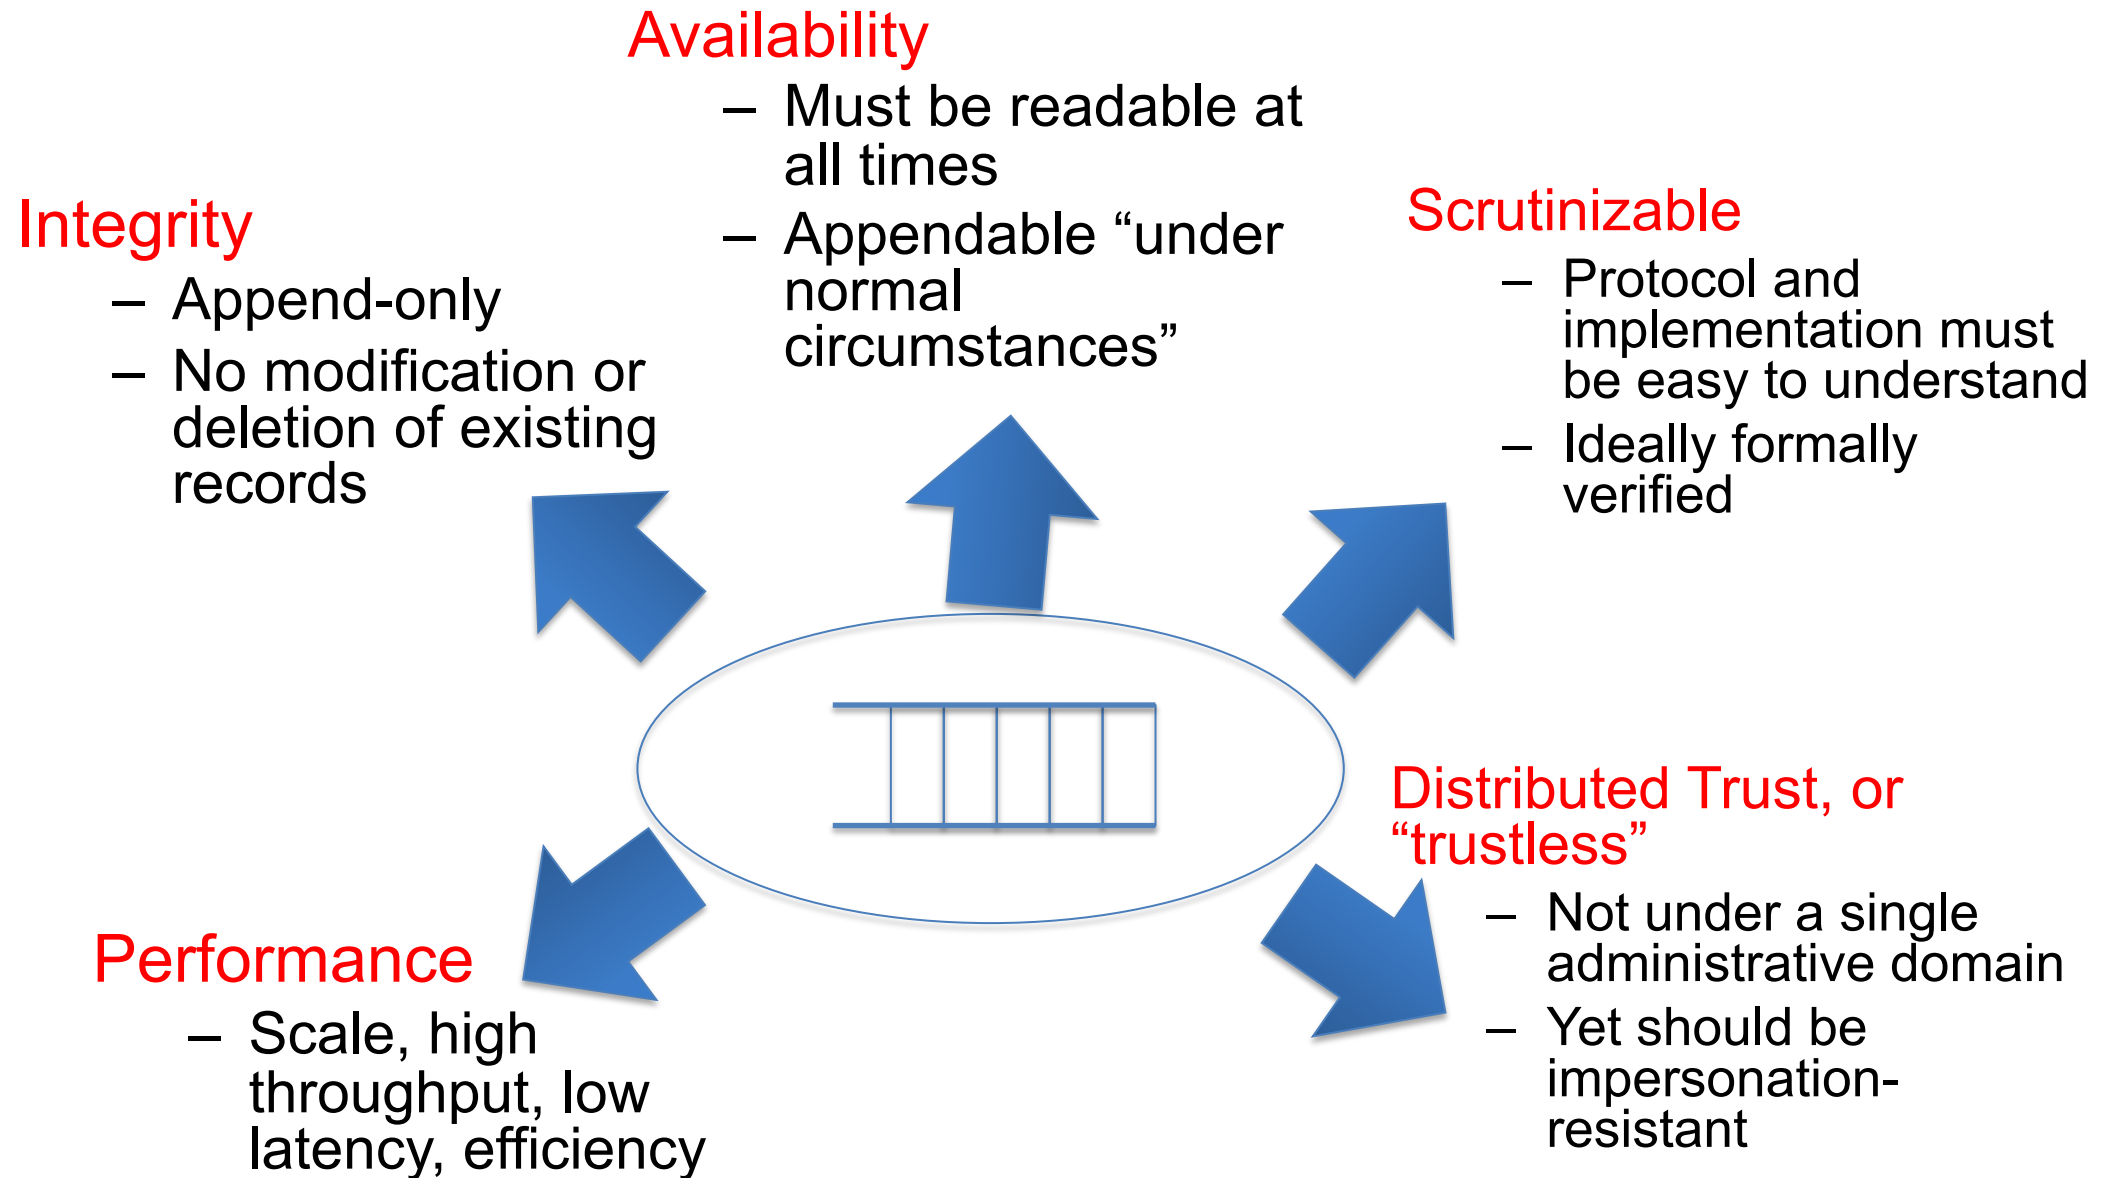 Availability
– Must be readable at
all times
– Appendable “under
normal
circumstances”
Integrity
– Append-only
– No modification or
deletion of existing
records
Scrutinizable
– Protocol and
implementation must
be easy to understand
– Ideally formally
verified
Performance
– Scale, high
throughput, low
latency, efficiency
Distributed Trust, or
“trustless”
– Not under a single
administrative domain
– Yet should be
impersonation-
resistant